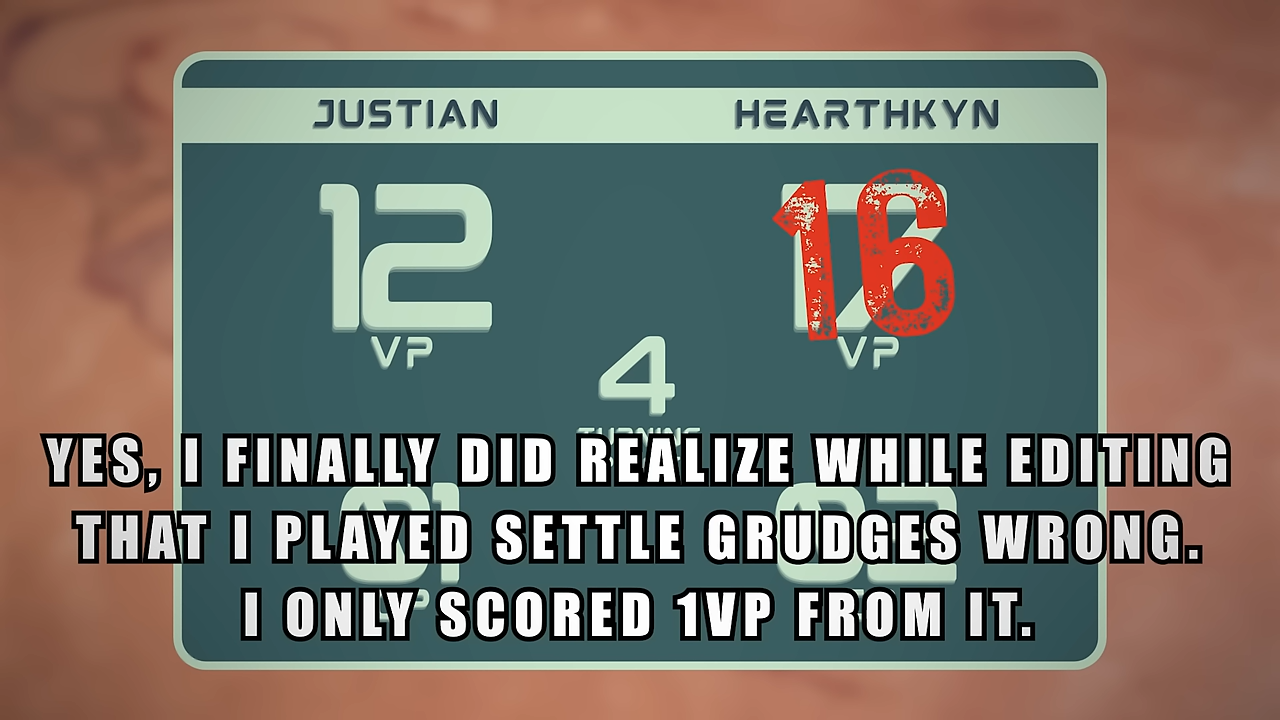 JUSTIAN HEARTHKYN
12 16
VP VP
4
TURNING
YES, I FINALLY DID REALIZE WHILE EDITING
THAT I PLAYED SETTLE GRUDGES WRONG.
I ONLY SCORED 1VP FROM IT.